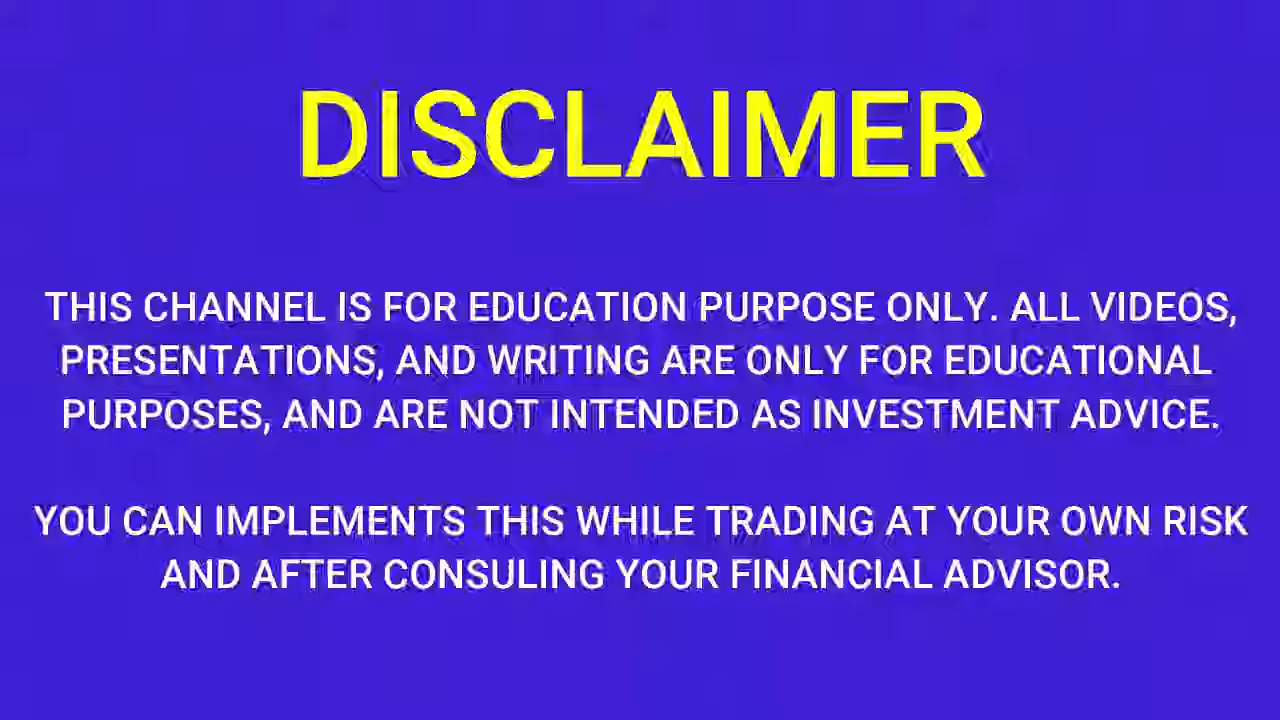 DISCLAIMER
THIS CHANNEL IS FOR EDUCATION PURPOSE ONLY. ALL VIDEOS,
PRESENTATIONS, AND WRITING ARE ONLY FOR EDUCATIONAL
PURPOSES, AND ARE NOT INTENDED AS INVESTMENT ADVICE.
YOU CAN IMPLEMENTS THIS WHILE TRADING AT YOUR OWN RISK
AND AFTER CONSULING YOUR FINANCIAL ADVISOR.